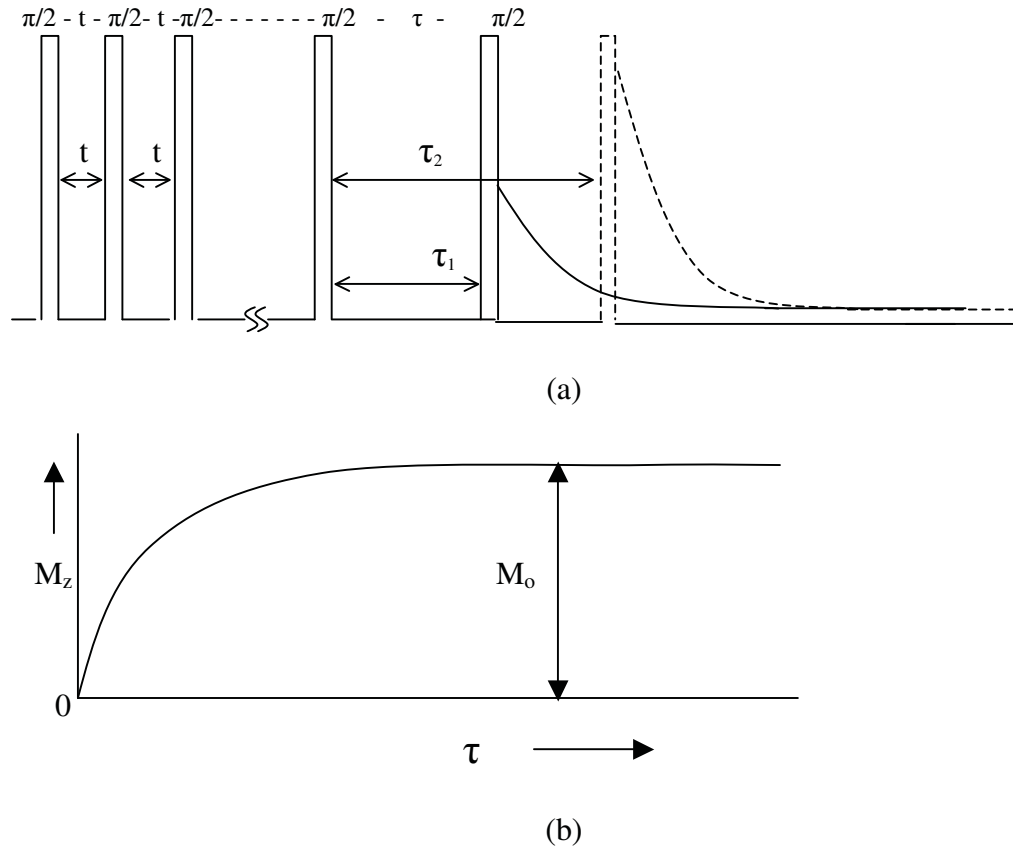 π/2 - t - π/2- t -π/2- - - - - - - π/2 - τ - π/2
t t τ₂
τ₁
(a)
M_z M_o
0
τ
(b)